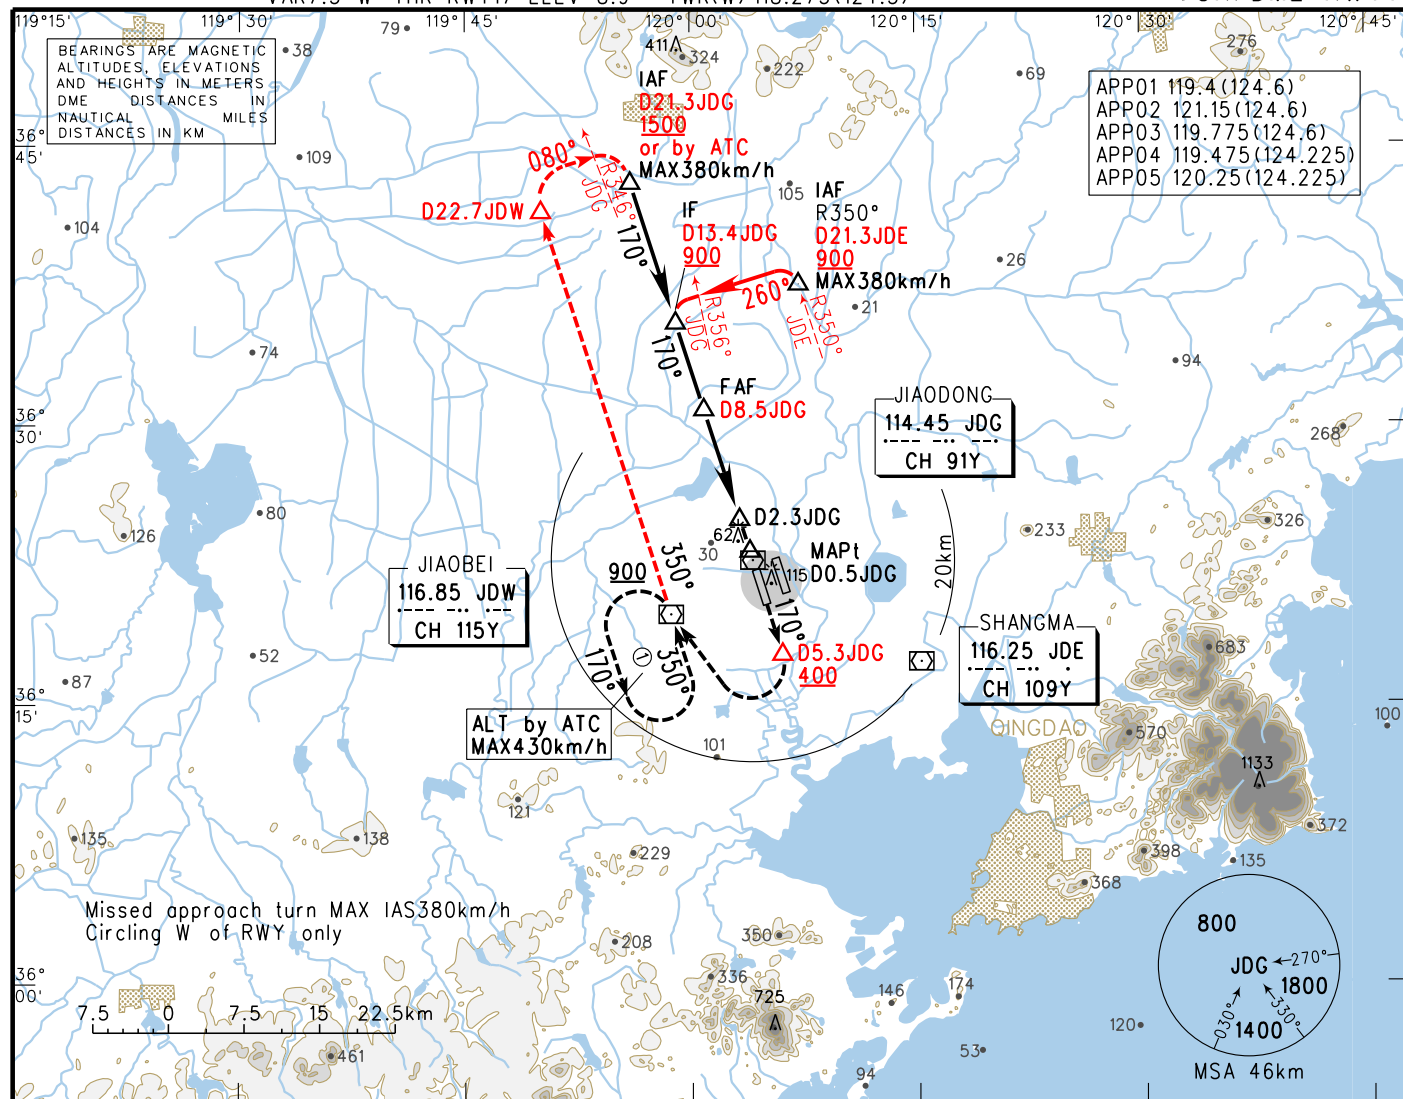 119°15'
119°30'
119°45'
120°00'
120°15'
120°30'
120°45'
BEARINGS ARE MAGNETIC
ALTITUDES, ELEVATIONS
AND HEIGHTS IN METERS
DME DISTANCES IN
NAUTICAL MILES
DISTANCES IN KM
38
79
411
324
222
69
276
APP01 119.4(124.6)
APP02 121.15(124.6)
APP03 119.775(124.6)
APP04 119.475(124.225)
APP05 120.25(124.225)
IAF
D21.3JDG
1500
or by ATC
MAX380km/h
36°
45'
109
080°
R346°
JDG
105
IAF
R350°
D21.3JDE
900
MAX380km/h
104
D22.7JDW
170°
IF
D13.4JDG
900
26
260°
R356°
JDG
R350°
JDE
21
74
170°
94
FAF
D8.5JDG
36°
30'
JIAODONG
114.45 JDG
CH 91Y
268
80
126
D2.3JDG
62
30
233
326
MAPt
D0.5JDG
115
20km
JIAOBEI
116.85 JDW
CH 115Y
900
350°
170°
SHANGMA
116.25 JDE
CH 109Y
52
87
170°
1
350°
D5.3JDG
400
683
36°
15'
ALT by ATC
MAX430km/h
101
QINGDAO
570
100
1133
121
135
138
229
372
398
135
368
Missed approach turn MAX IAS380km/h
Circling W of RWY only
208
350
800
JDG
270°
1800
330°
030°
1400
MSA 46km
36°
00'
336
725
146
174
120
53
94
7.5 0 7.5 15 22.5km
461